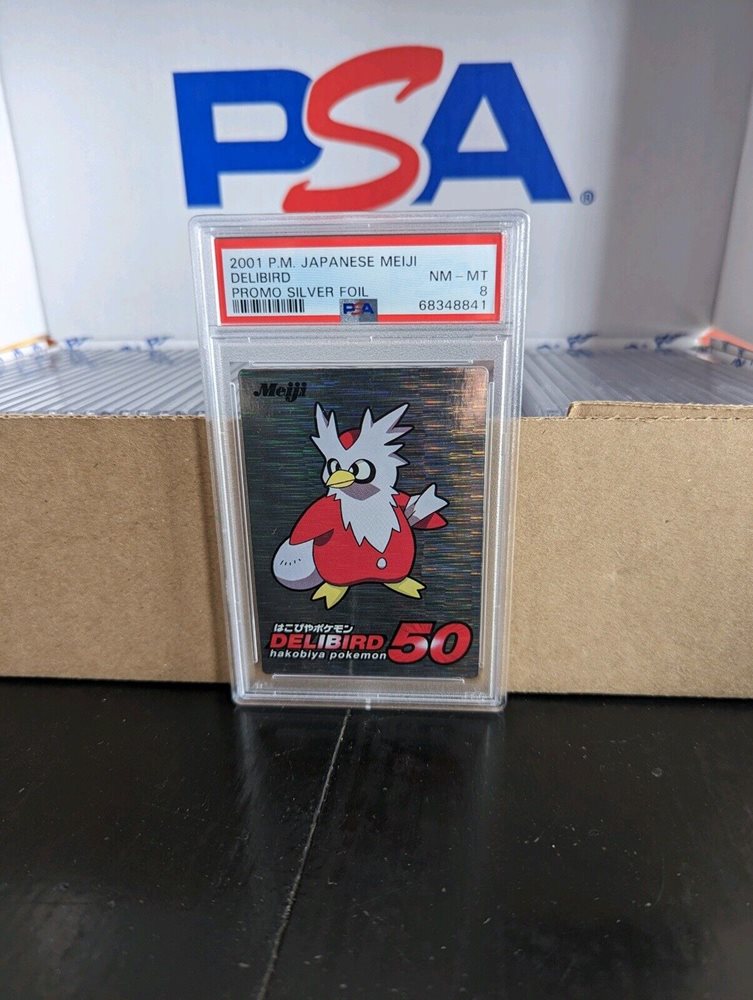 PSA
®
2001 P.M. JAPANESE MEIJI
DELIBIRD NM - MT
PROMO SILVER FOIL 8
PSA 68348841
Meiji
はこびやポケモン
DELIBIRD 50
hakobiya pokemon